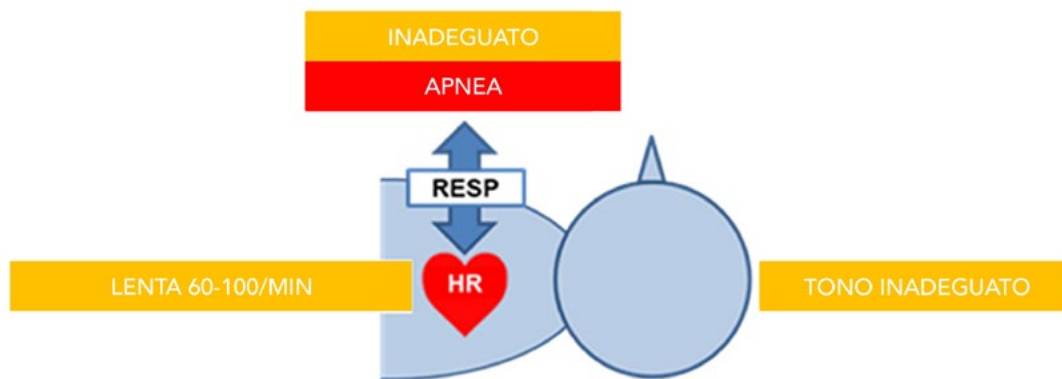 INADEGUATO
APNEA
RESP
LENTA 60-100/MIN
HR
TONO INADEGUATO